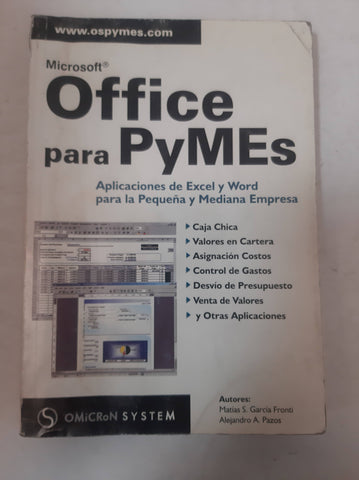 www.ospymes.com
Microsoft®
Office
para PyMEs
Aplicaciones de Excel y Word
para la Pequeña y Mediana Empresa
Caja Chica
Valores en Cartera
Asignación Costos
Control de Gastos
Desvio de Presupuesto
Venta de Valores
y Otras Aplicaciones
Autores:
Matías S. García Fronti
Alejandro A. Pazos
OMiCRoN SYSTEM